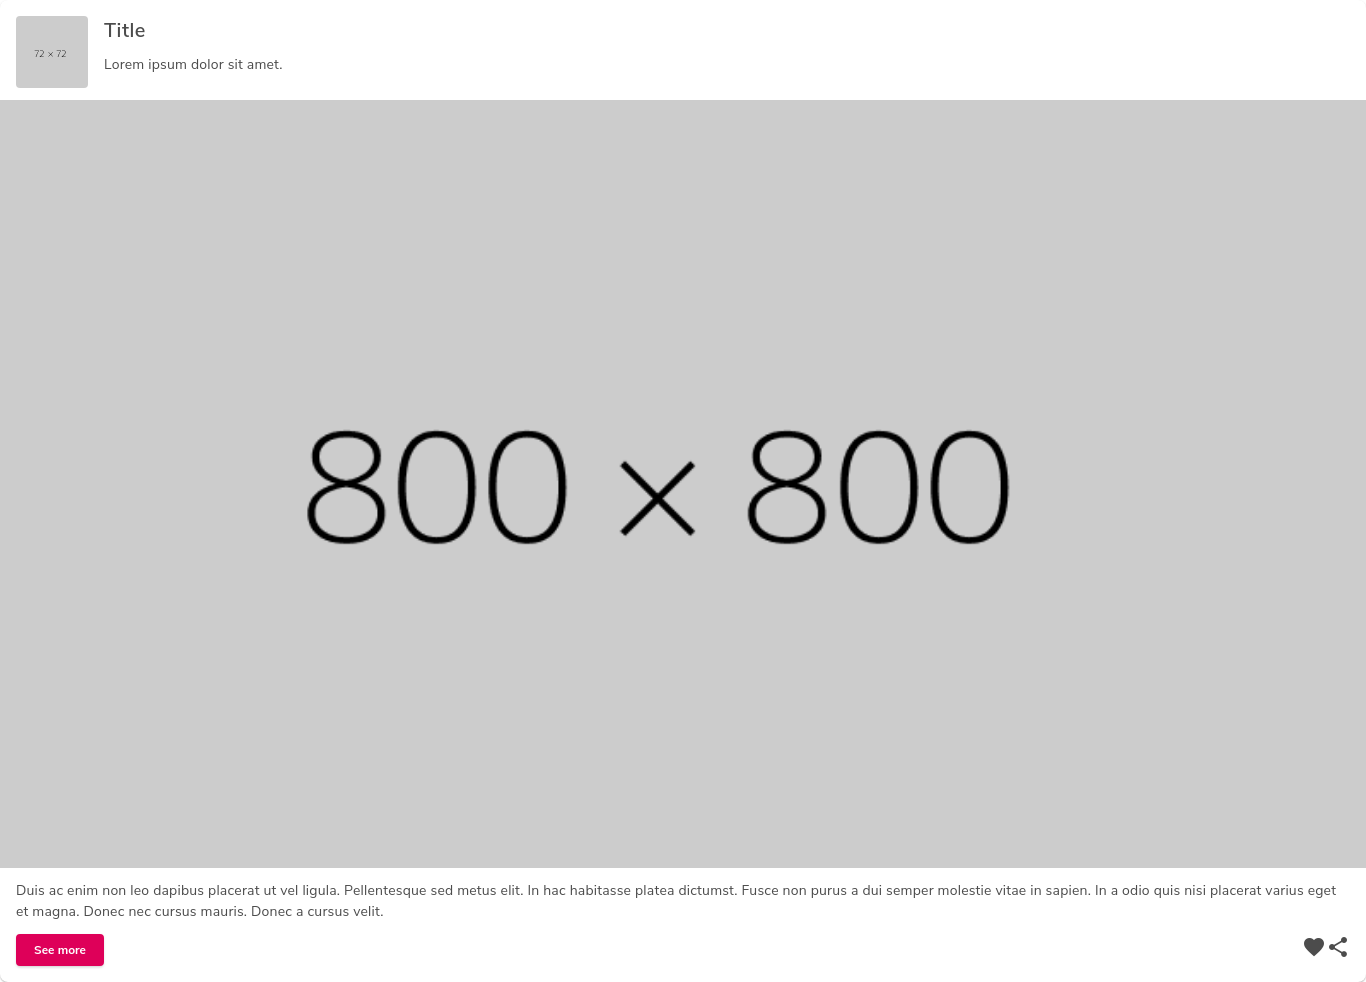 72 × 72
Title
Lorem ipsum dolor sit amet.
800 × 800
Duis ac enim non leo dapibus placerat ut vel ligula. Pellentesque sed metus elit. In hac habitasse platea dictumst. Fusce non purus a dui semper molestie vitae in sapien. In a odio quis nisi placerat varius eget
et magna. Donec nec cursus mauris. Donec a cursus velit.
See more